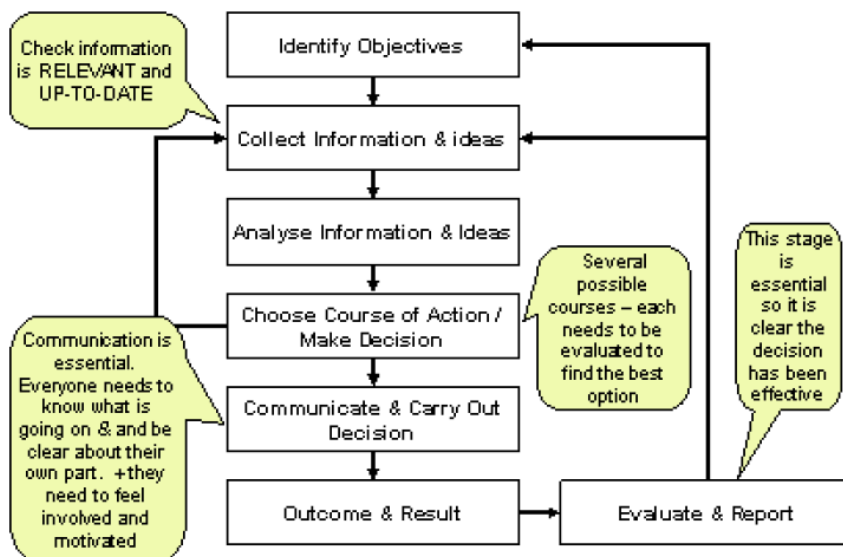 Check information
is RELEVANT and
UP-TO-DATE
Identify Objectives
Collect Information & ideas
Analyse Information & Ideas
Choose Course of Action /
Make Decision
Several
possible
courses – each
needs to be
evaluated to
find the best
option
This stage
is
essential
so it is
clear the
decision
has been
effective
Communication is
essential.
Everyone needs to
know what is
going on & and be
clear about their
own part.  +they
need to feel
involved and
motivated
Communicate & Carry Out
Decision
Outcome & Result
Evaluate & Report